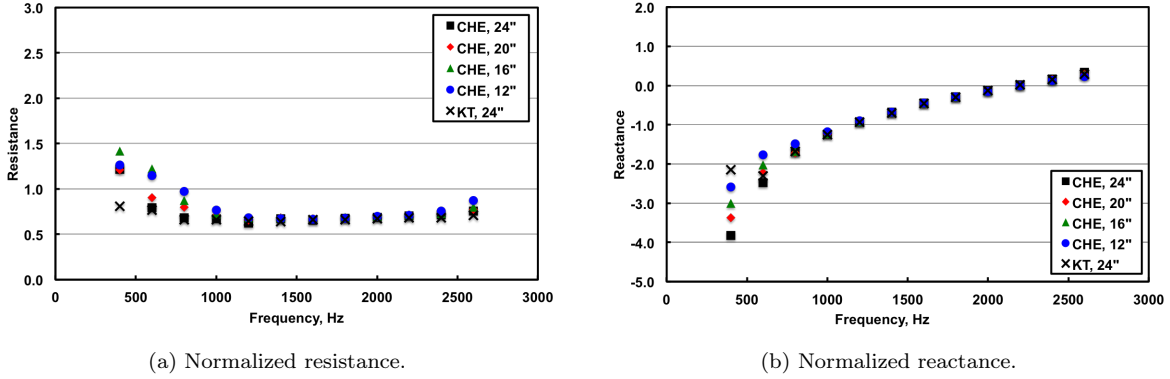 3.0
2.5
2.0
1.5
1.0
0.5
0.0
Resistance
0 500 1000 1500 2000 2500 3000
Frequency, Hz
CHE, 24"
CHE, 20"
CHE, 16"
CHE, 12"
KT, 24"
(a) Normalized resistance.
2.0
1.0
0.0
-1.0
-2.0
-3.0
-4.0
-5.0
Reactance
0 500 1000 1500 2000 2500 3000
Frequency, Hz
CHE, 24"
CHE, 20"
CHE, 16"
CHE, 12"
KT, 24"
(b) Normalized reactance.